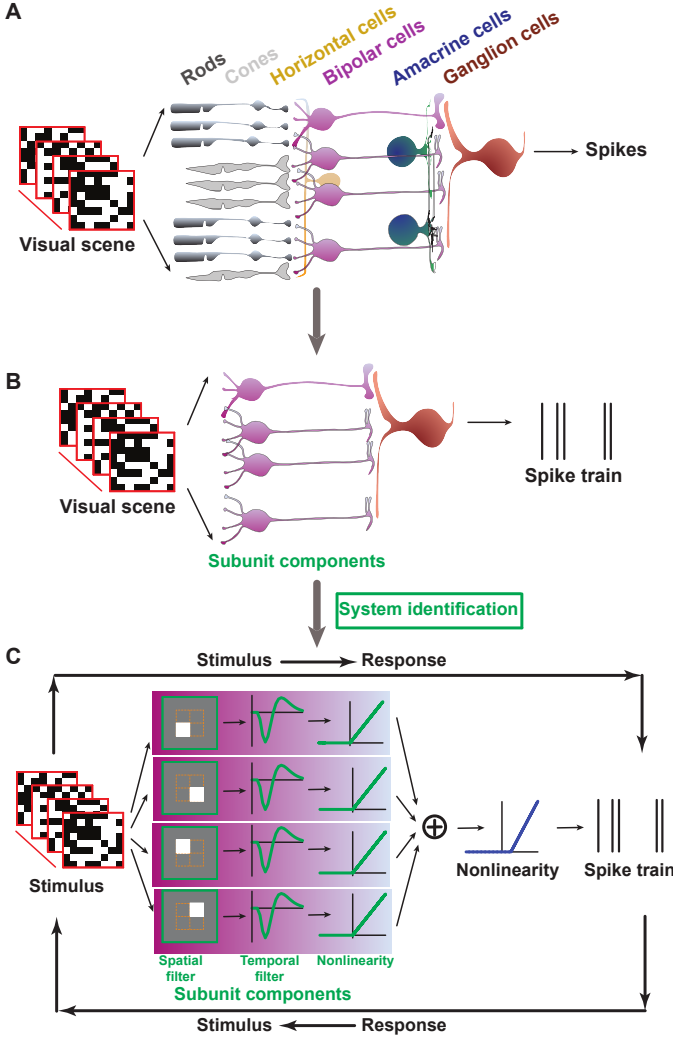 A
Rods
Cones
Horizontal cells
Bipolar cells
Amacrine cells
Ganglion cells
Visual scene
Spikes
B
Visual scene
Spike train
Subunit components
System identification
C
Stimulus
Response
Stimulus
Nonlinearity
Spike train
Spatial
filter
Temporal
filter
Nonlinearity
Subunit components
Stimulus
Response